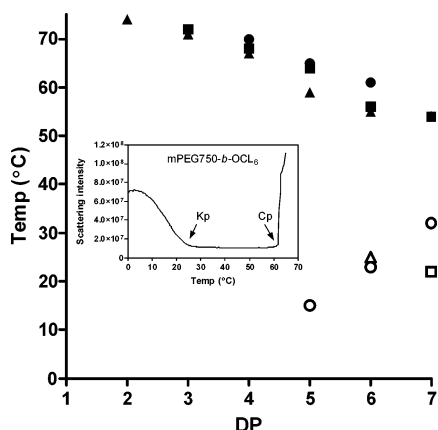 70
60
50
40
30
20
10
0
Temp (°C)
1 2 3 4 5 6 7
DP
mPEG750-b-OCL₆
Scattering intensity
1.2×10⁸
1.0×10⁸
8.0×10⁷
6.0×10⁷
4.0×10⁷
2.0×10⁷
0
Kp
Cp
0 10 20 30 40 50 60 70
Temp (°C)